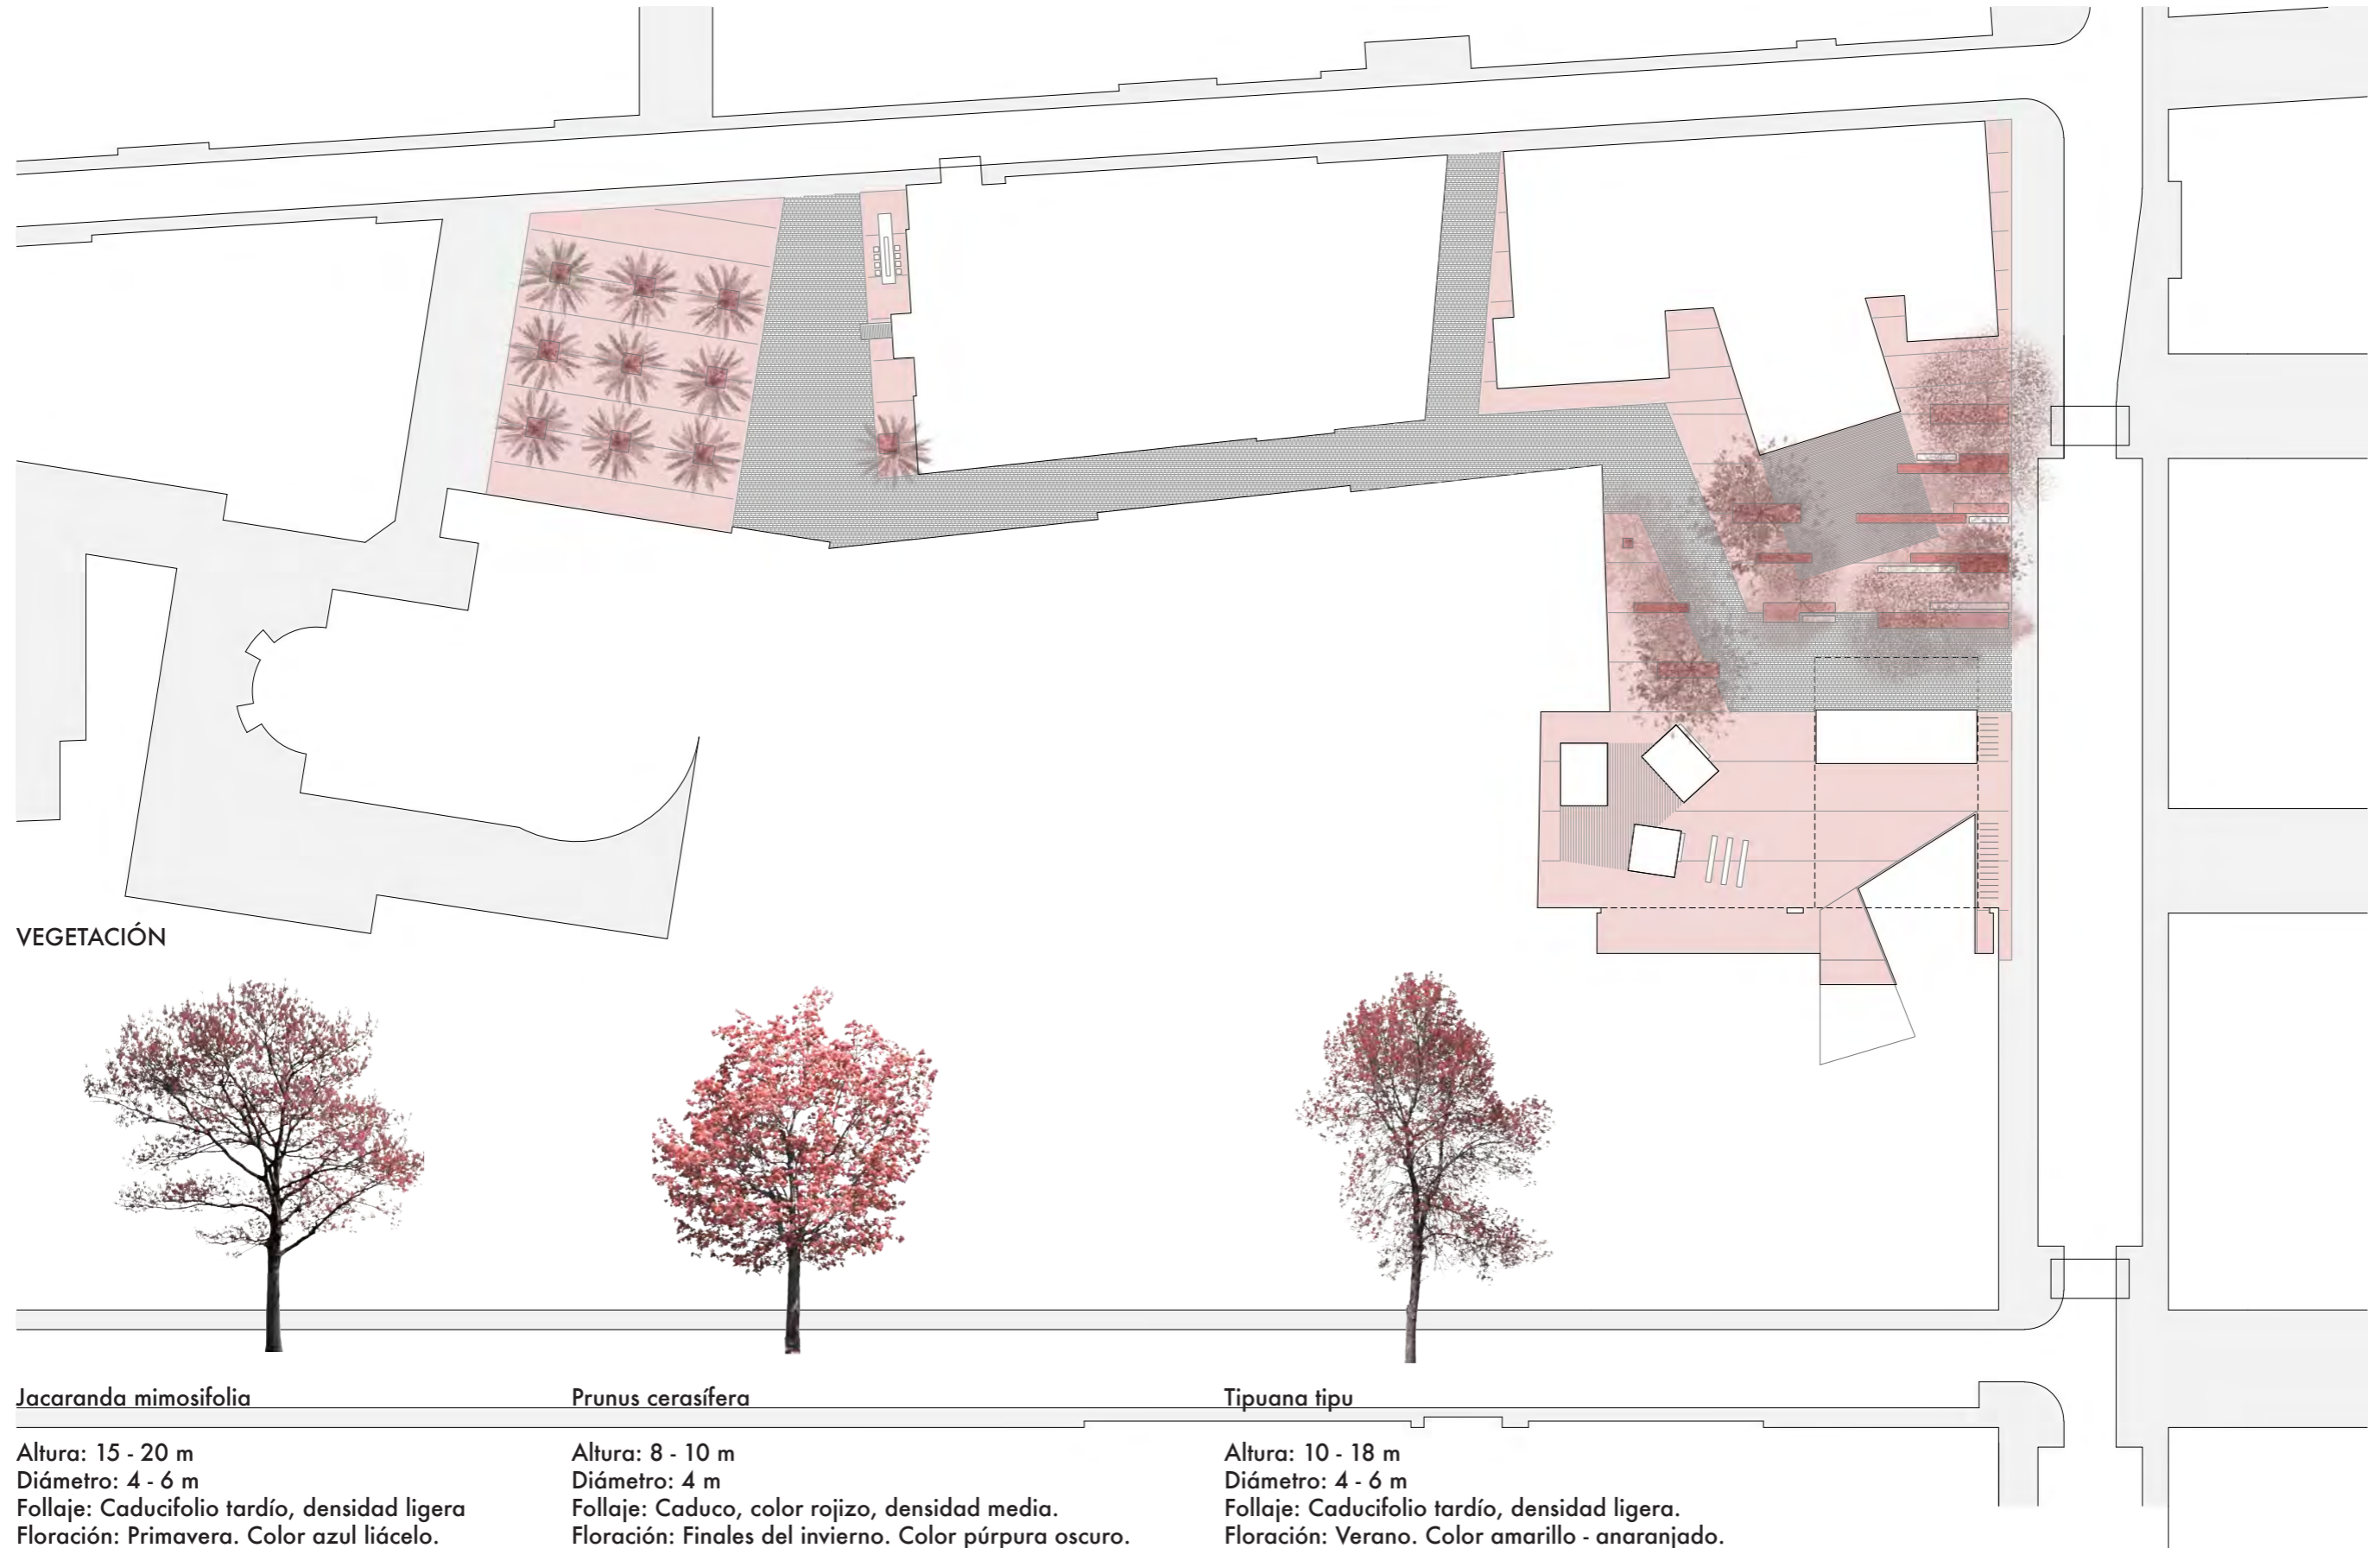 VEGETACIÓN
Jacaranda mimosifolia
Altura: 15 - 20 m
Diámetro: 4 - 6 m
Follaje: Caducifolio tardío, densidad ligera
Floración: Primavera. Color azul liácelo.
Prunus cerasífera
Altura: 8 - 10 m
Diámetro: 4 m
Follaje: Caduco, color rojizo, densidad media.
Floración: Finales del invierno. Color púrpura oscuro.
Tipuana tipu
Altura: 10 - 18 m
Diámetro: 4 - 6 m
Follaje: Caducifolio tardío, densidad ligera.
Floración: Verano. Color amarillo - anaranjado.